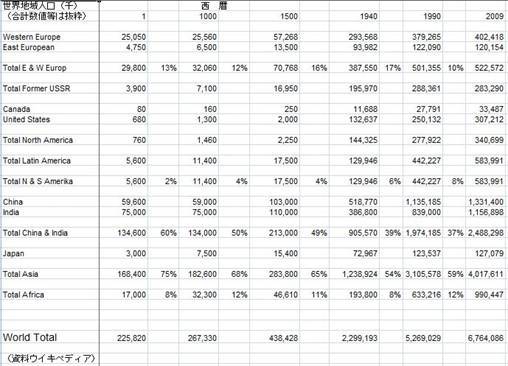 世界地域人口(千)
(合計数値等は抜粋) 西 暦
1 1000 1500 1940 1990 2009
Western Europe 25,050 25,560 57,268 293,568 379,265 402,418
East European 4,750 6,500 13,500 93,982 122,090 120,154
Total E & W Europ 29,800 13% 32,060 12% 70,768 16% 387,550 17% 501,355 10% 522,572
Total Former USSR 3,900 7,100 16,950 195,970 288,361 283,290
Canada 80 160 250 11,688 27,791 33,487
United States 680 1,300 2,000 132,637 250,132 307,212
Total North America 760 1,460 2,250 144,325 277,922 340,699
Total Latin America 5,600 11,400 17,500 129,946 442,227 583,991
Total N & S Amerika 5,600 2% 11,400 4% 17,500 4% 129,946 6% 442,227 8% 583,991
China 59,600 59,000 103,000 518,770 1,135,185 1,331,400
India 75,000 75,000 110,000 386,800 839,000 1,156,898
Total China & India 134,600 60% 134,000 50% 213,000 49% 905,570 39% 1,974,185 37% 2,488,298
Japan 3,000 7,500 15,400 72,967 123,537 127,079
Total Asia 168,400 75% 182,600 68% 283,800 65% 1,238,924 54% 3,105,578 59% 4,017,611
Total Africa 17,000 8% 32,300 12% 46,610 11% 193,800 8% 633,216 12% 990,447
World Total 225,820 267,330 438,428 2,299,193 5,269,029 6,764,086
(資料ウイキペディア)